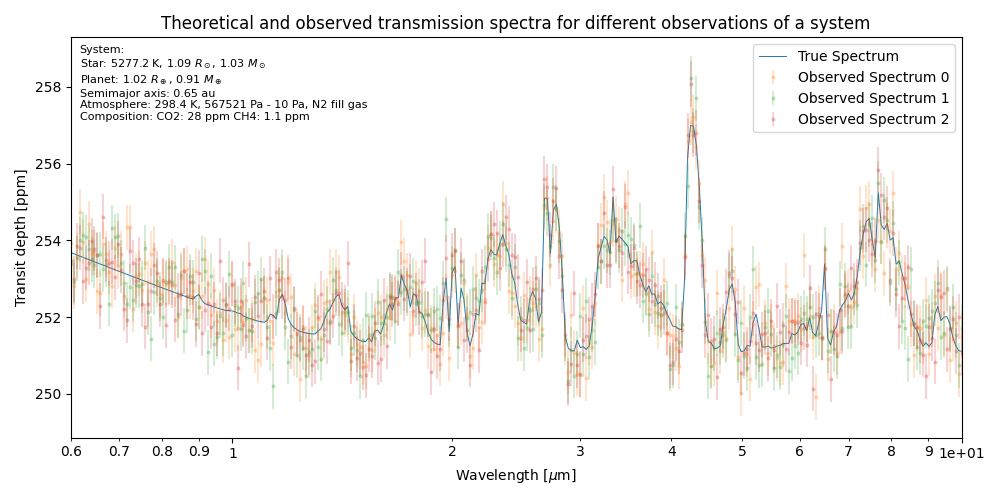 Theoretical and observed transmission spectra for different observations of a system
System:
Star: 5277.2 K, 1.09 R⊙, 1.03 M⊙
Planet: 1.02 R⊕, 0.91 M⊕
Semimajor axis: 0.65 au
Atmosphere: 298.4 K, 567521 Pa - 10 Pa, N2 fill gas
Composition: CO2: 28 ppm CH4: 1.1 ppm
True Spectrum
Observed Spectrum 0
Observed Spectrum 1
Observed Spectrum 2
Transit depth [ppm]
258
256
254
252
250
0.6 0.7 0.8 0.9 1 2 3 4 5 6 7 8 9 1e+01
Wavelength [μm]